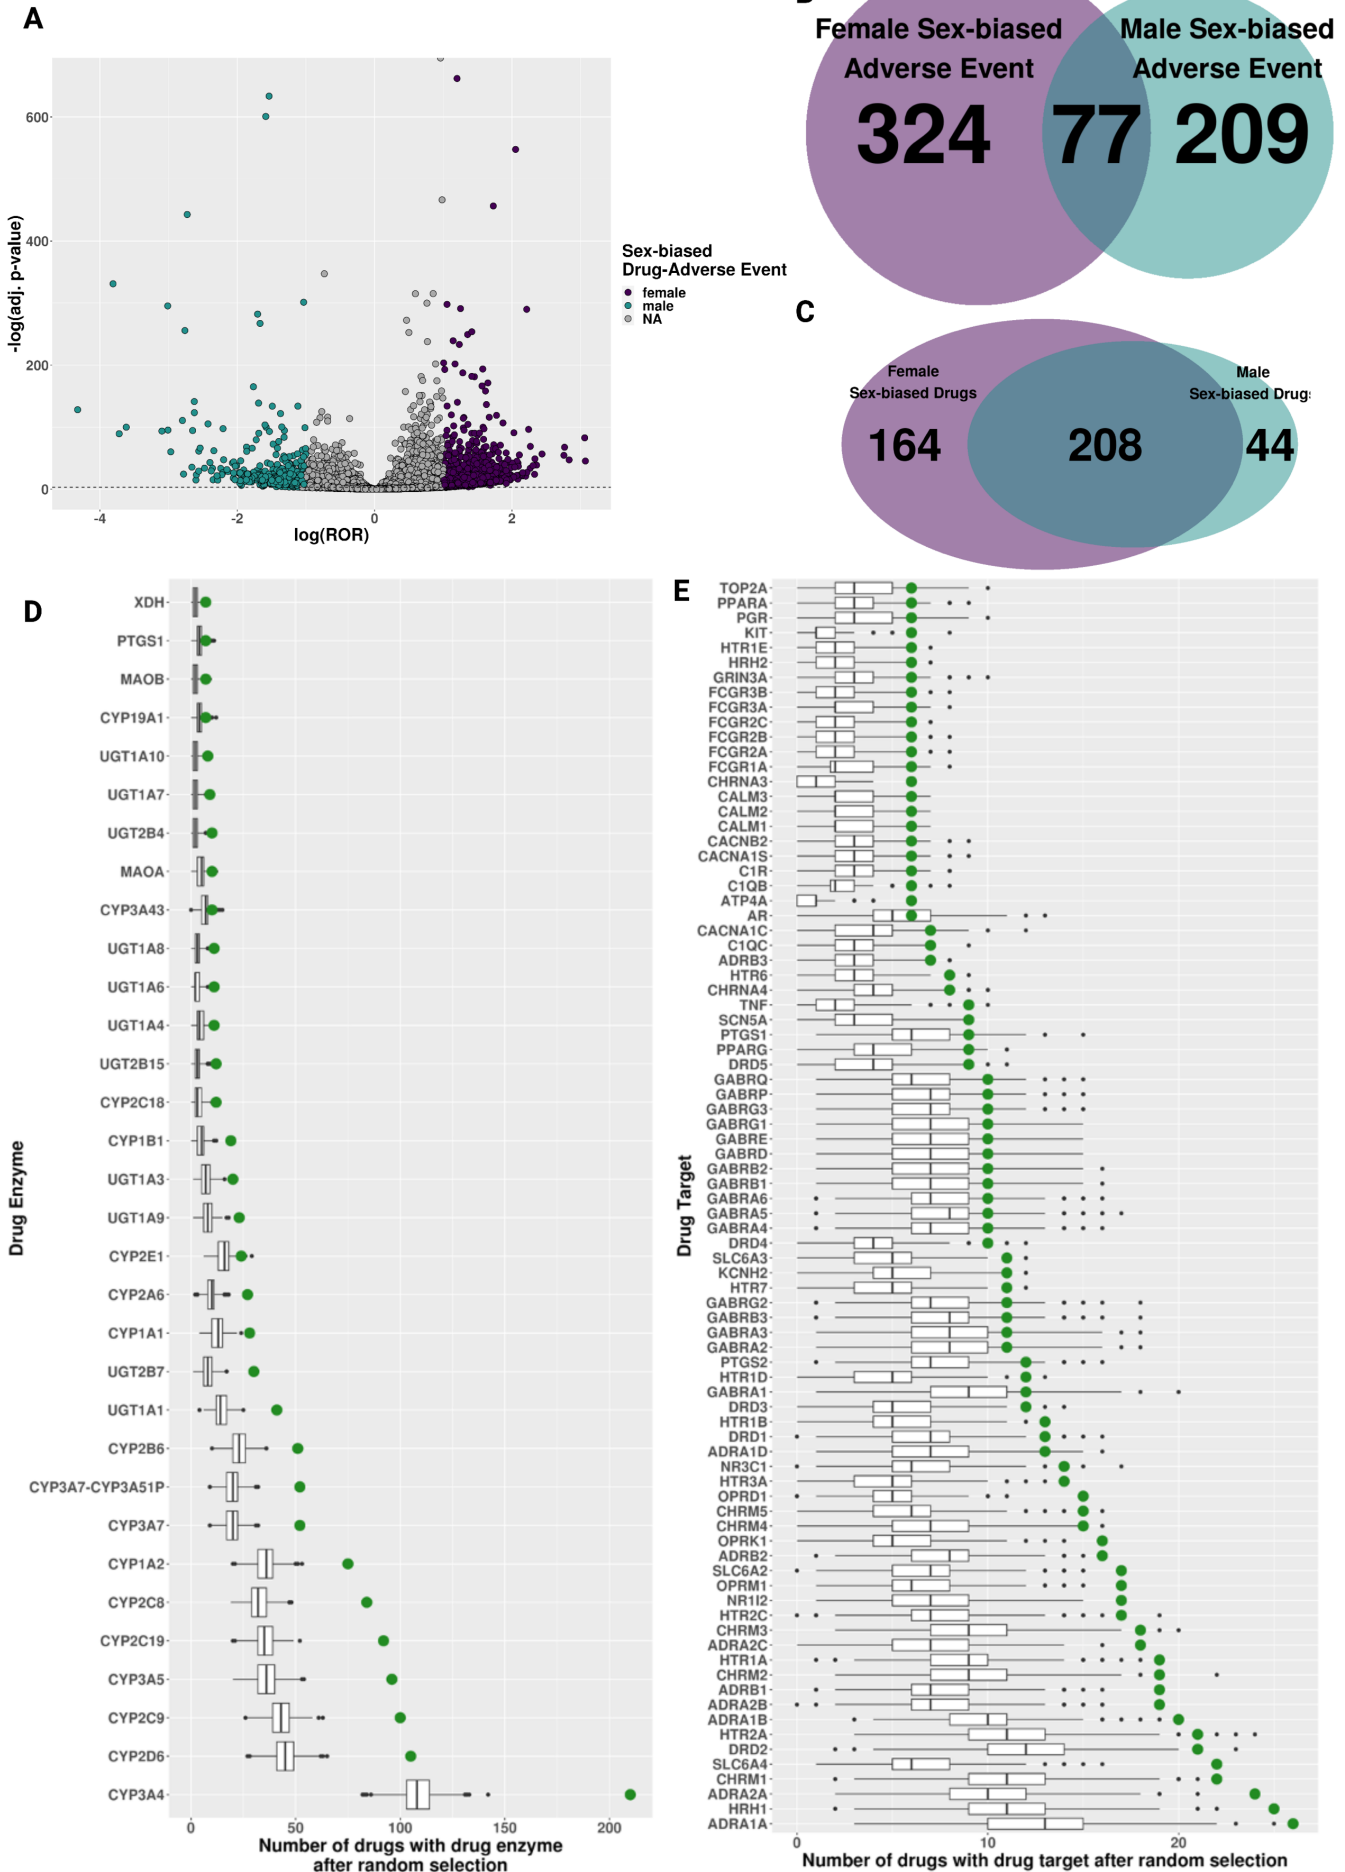 A
600
400
200
0
-4
-2
0
2
-log(adj. p-value)
log(ROR)
Sex-biased
Drug-Adverse Event
female
male
NA
Female Sex-biased
Adverse Event
Male Sex-biased
Adverse Event
324
77
209
C
Female
Sex-biased Drugs
Male
Sex-biased Drugs
164
208
44
D
Drug Enzyme
XDH
PTGS1
MAOB
CYP19A1
UGT1A10
UGT1A7
UGT2B4
MAOA
CYP3A43
UGT1A8
UGT1A6
UGT1A4
UGT2B15
CYP2C18
CYP1B1
UGT1A3
UGT1A9
CYP2E1
CYP2A6
CYP1A1
UGT2B7
UGT1A1
CYP2B6
CYP3A7-CYP3A51P
CYP3A7
CYP1A2
CYP2C8
CYP2C19
CYP3A5
CYP2C9
CYP2D6
CYP3A4
0
50
100
150
200
Number of drugs with drug enzyme
after random selection
E
Drug Target
TOP2A
PPARA
PGR
KIT
HTR1E
HRH2
GRIN3A
FCGR3B
FCGR3A
FCGR2C
FCGR2B
FCGR2A
FCGR1A
CHRNA3
CALM3
CALM2
CALM1
CACNB2
CACNA1S
C1R
C1QB
ATP4A
AR
CACNA1C
C1QC
ADRB3
HTR6
CHRNA4
TNF
SCN5A
PTGS1
PPARG
DRD5
GABRQ
GABRP
GABRG3
GABRG1
GABRE
GABRD
GABRB2
GABRB1
GABRA6
GABRA5
GABRA4
DRD4
SLC6A3
KCNH2
HTR7
GABRG2
GABRB3
GABRA3
GABRA2
PTGS2
HTR1D
GABRA1
DRD3
HTR1B
DRD1
ADRA1D
NR3C1
HTR3A
OPRD1
CHRM5
CHRM4
OPRK1
ADRB2
SLC6A2
OPRM1
NR1I2
HTR2C
CHRM3
ADRA2C
HTR1A
CHRM2
ADRB1
ADRA2B
ADRA1B
HTR2A
DRD2
SLC6A4
CHRM1
ADRA2A
HRH1
ADRA1A
0
10
20
Number of drugs with drug target after random selection